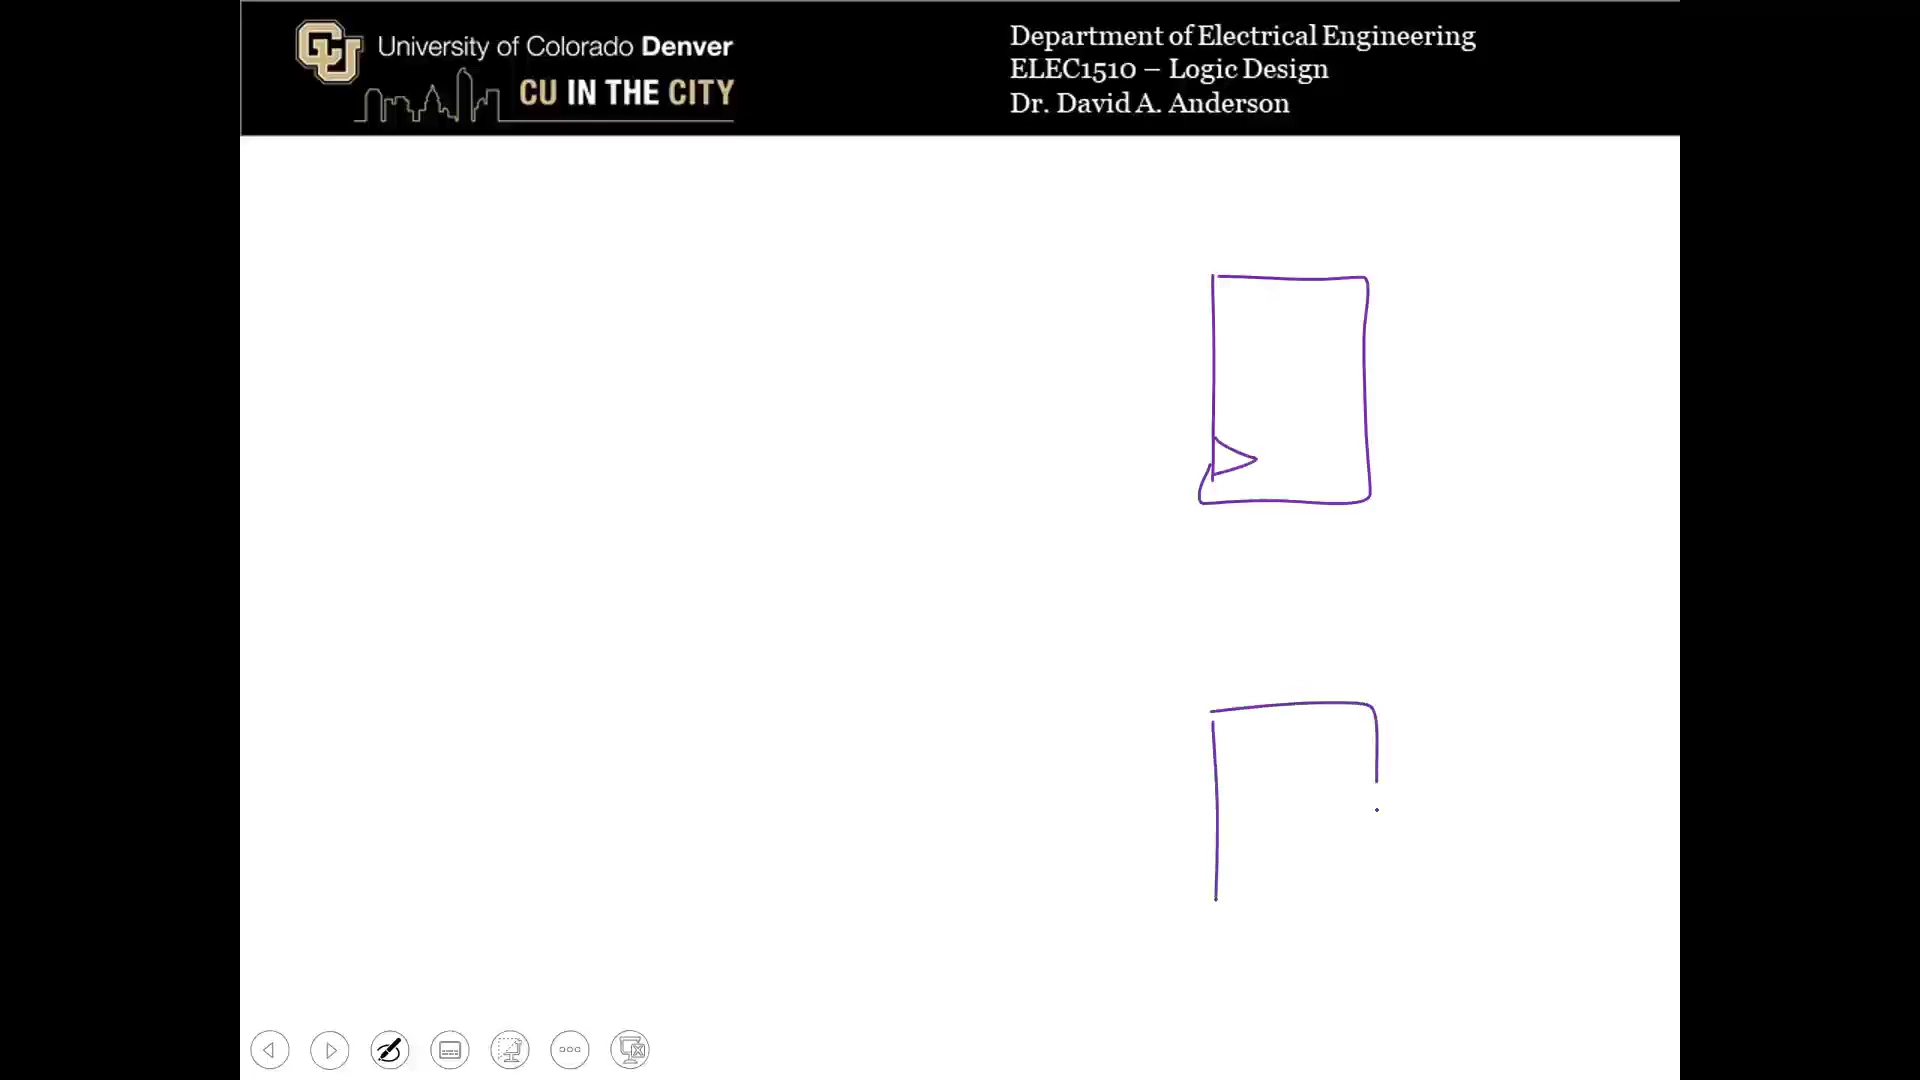 University of Colorado Denver
CU IN THE CITY
Department of Electrical Engineering
ELEC1510 – Logic Design
Dr. David A. Anderson